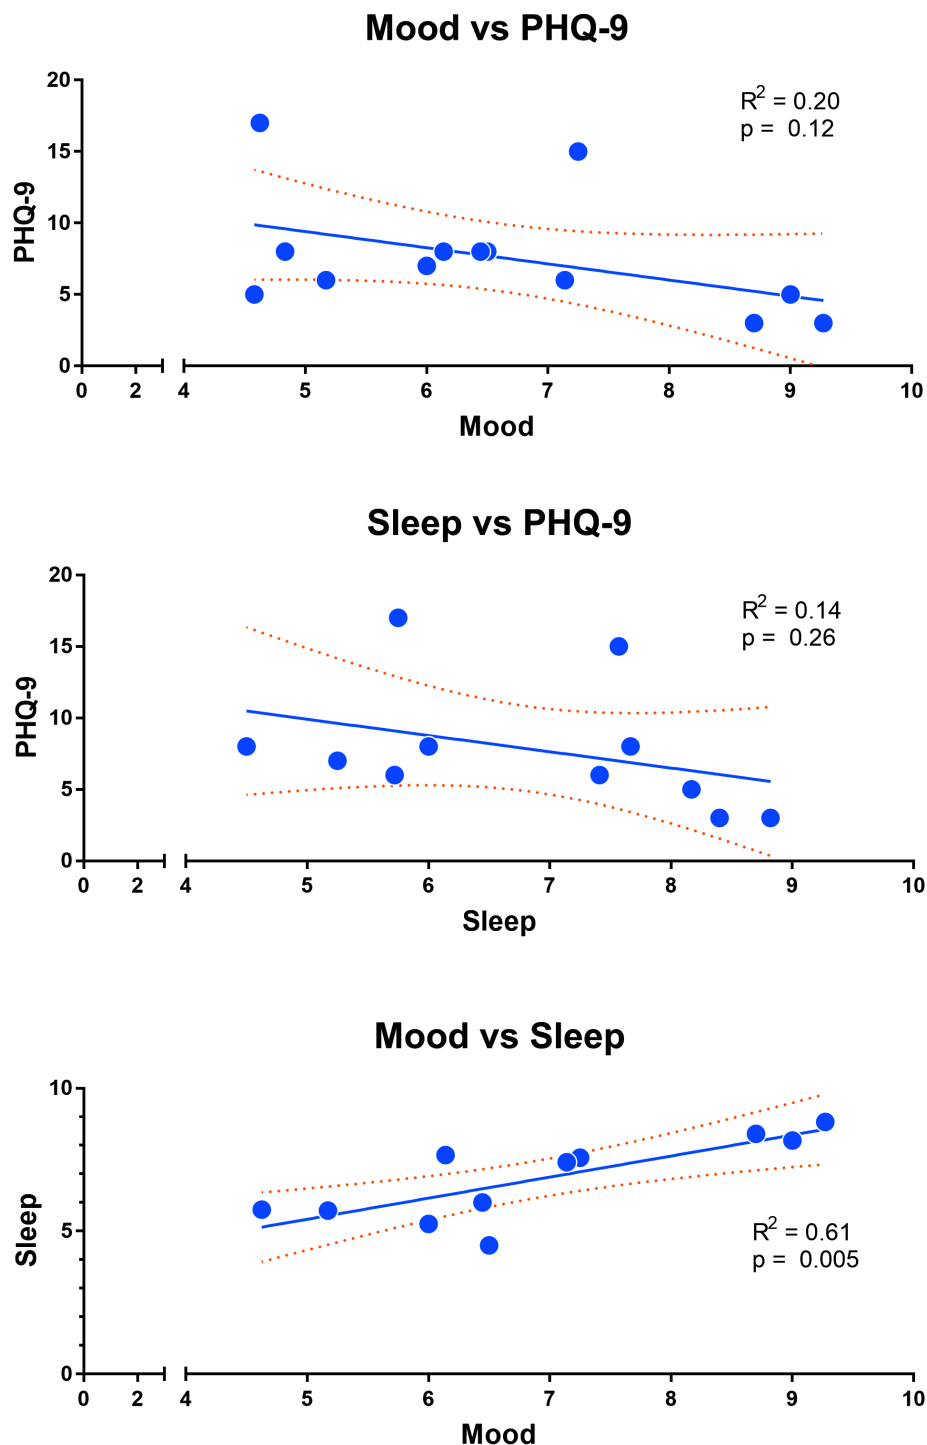 Mood vs PHQ-9
R2 = 0.20
p = 0.12
PHQ-9
20
15
10
5
0
0 2 4 5 6 7 8 9 10
Mood
Sleep vs PHQ-9
R2 = 0.14
p = 0.26
PHQ-9
20
15
10
5
0
0 2 4 5 6 7 8 9 10
Sleep
Mood vs Sleep
Sleep
10
5
0
R2 = 0.61
p = 0.005
0 2 4 5 6 7 8 9 10
Mood